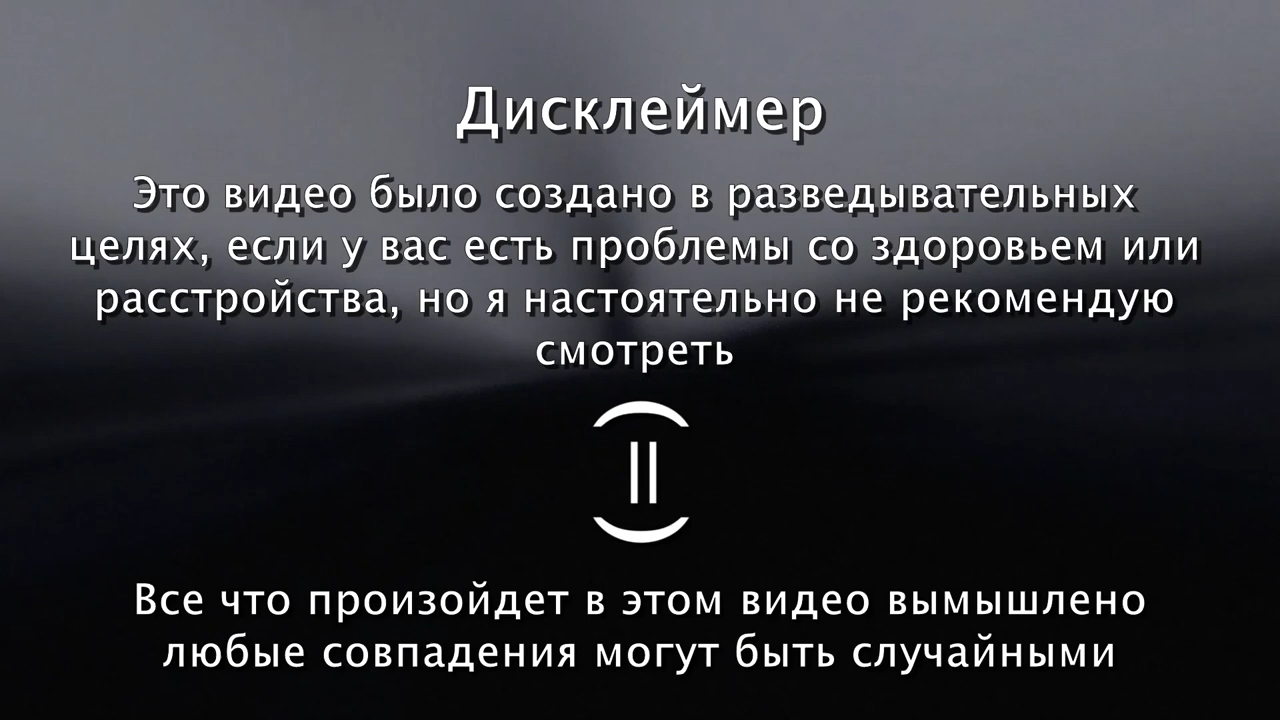 Дисклеймер
Это видео было создано в разведывательных
целях, если у вас есть проблемы со здоровьем или
расстройства, но я настоятельно не рекомендую
смотреть
Все что произойдет в этом видео вымышлено
любые совпадения могут быть случайными